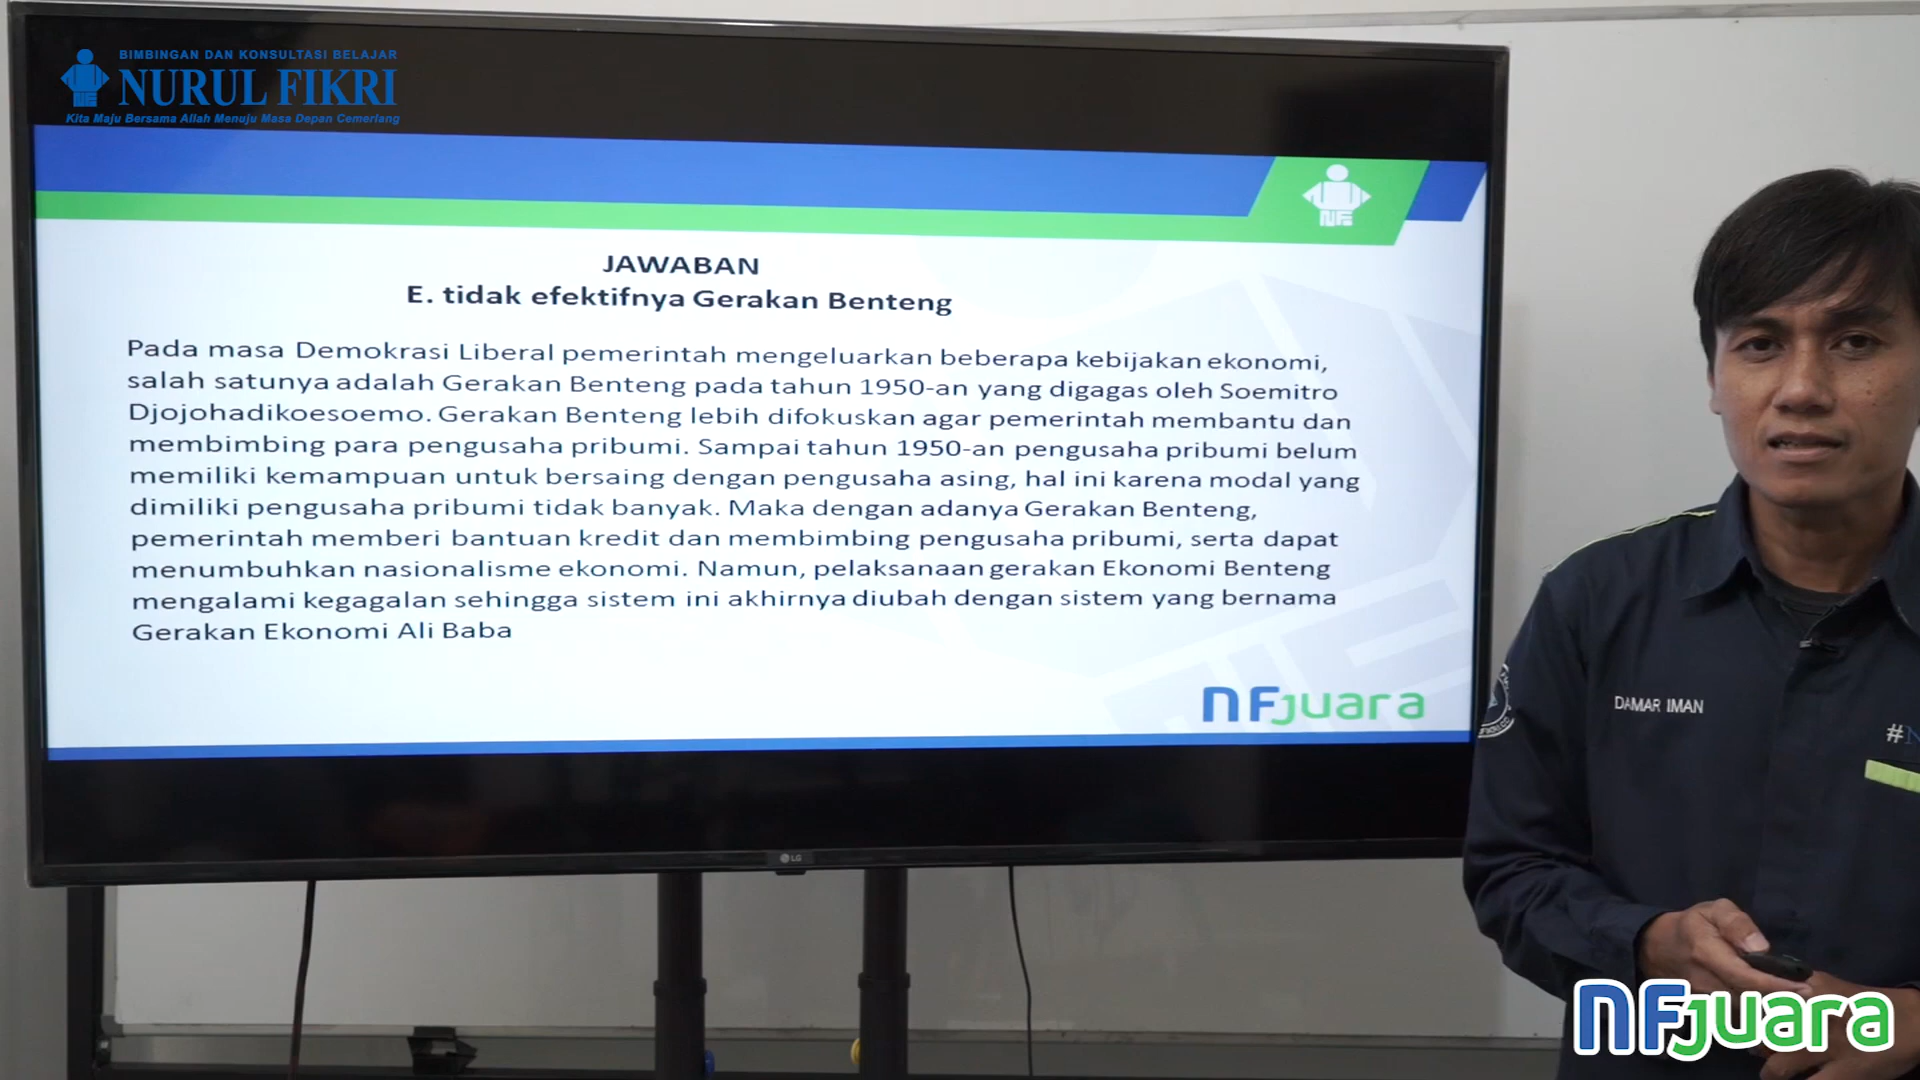 BIMBINGAN DAN KONSULTASI BELAJAR
NURUL FIKRI
Kita Maju Bersama Allah Menuju Masa Depan Cemerlang
NF
JAWABAN
E. tidak efektifnya Gerakan Benteng
Pada masa Demokrasi Liberal pemerintah mengeluarkan beberapa kebijakan ekonomi,
salah satunya adalah Gerakan Benteng pada tahun 1950-an yang digagas oleh Soemitro
Djojohadikoesoemo. Gerakan Benteng lebih difokuskan agar pemerintah membantu dan
membimbing para pengusaha pribumi. Sampai tahun 1950-an pengusaha pribumi belum
memiliki kemampuan untuk bersaing dengan pengusaha asing, hal ini karena modal yang
dimiliki pengusaha pribumi tidak banyak. Maka dengan adanya Gerakan Benteng,
pemerintah memberi bantuan kredit dan membimbing pengusaha pribumi, serta dapat
menumbuhkan nasionalisme ekonomi. Namun, pelaksanaan gerakan Ekonomi Benteng
mengalami kegagalan sehingga sistem ini akhirnya diubah dengan sistem yang bernama
Gerakan Ekonomi Ali Baba
NFjuara
LG
DAMAR IMAN
#N
NFjuara